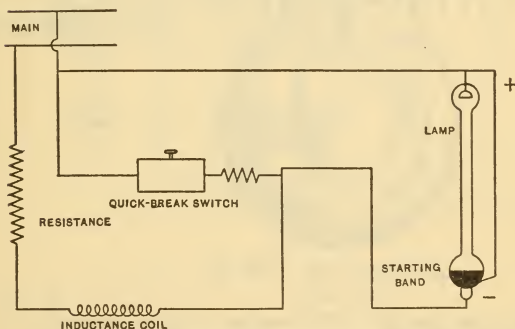 MAIN
+
LAMP
QUICK-BREAK SWITCH
RESISTANCE
STARTING
BAND
−
INDUCTANCE COIL